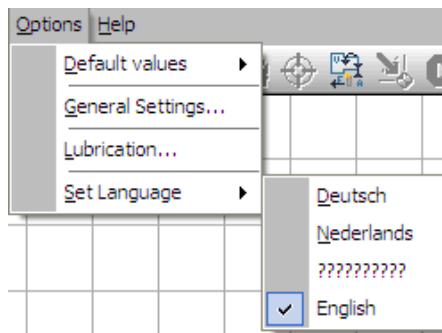 Options Help
Default values
General Settings...
Lubrication...
Set Language
Deutsch
Nederlands
??????????
English